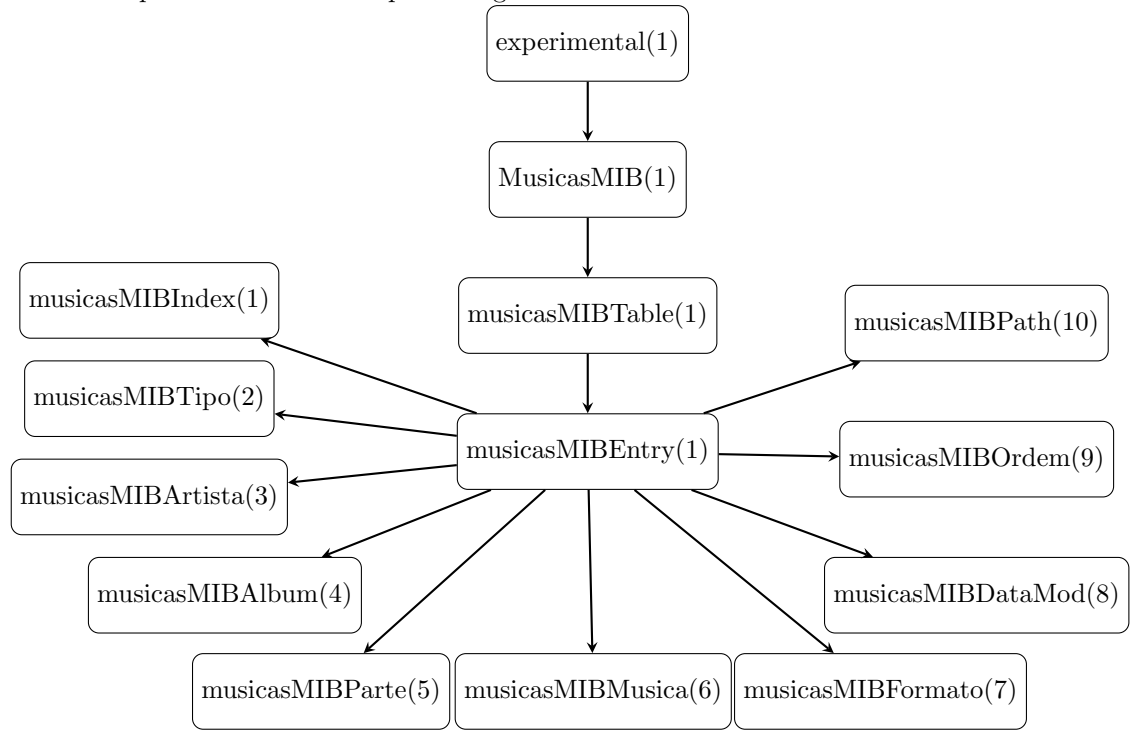 experimental(1)
MusicasMIB(1)
musicasMIBTable(1)
musicasMIBEntry(1)
musicasMIBIndex(1)
musicasMIBTipo(2)
musicasMIBArtista(3)
musicasMIBAlbum(4)
musicasMIBParte(5)
musicasMIBMusica(6)
musicasMIBFormato(7)
musicasMIBDataMod(8)
musicasMIBOrdem(9)
musicasMIBPath(10)